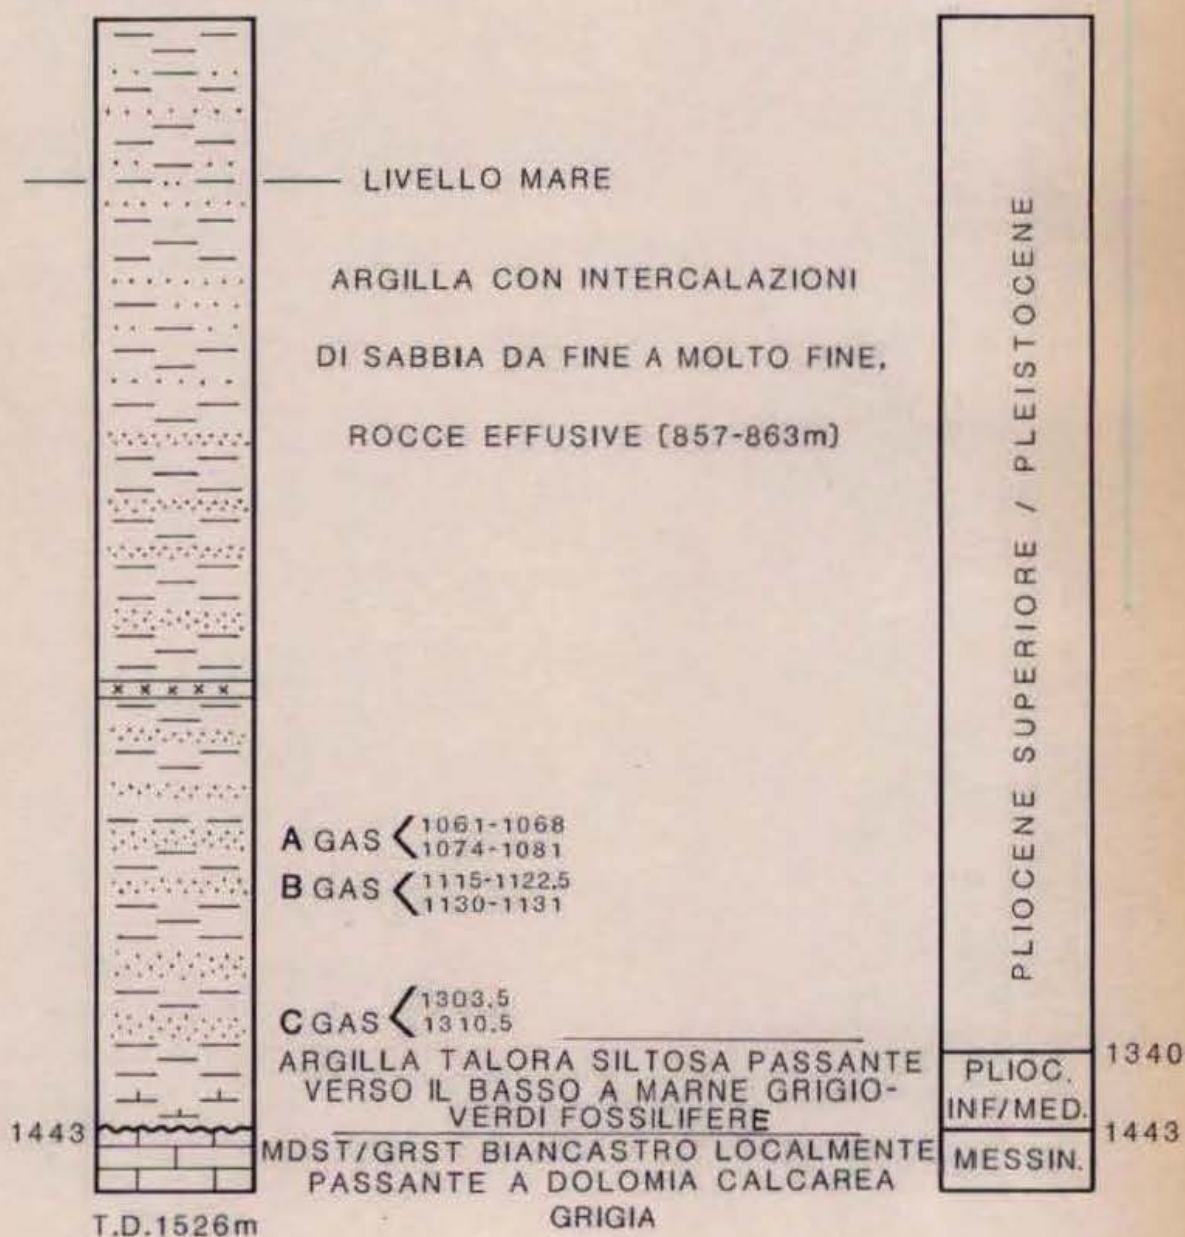 LIVELLO MARE
ARGILLA CON INTERCALAZIONI
DI SABBIA DA FINE A MOLTO FINE,
ROCCE EFFUSIVE (857-863m)
PLIOCENE SUPERIORE / PLEISTOCENE
A GAS < 1061-1068
1074-1081
B GAS < 1115-1122.5
1130-1131
C GAS < 1303.5
1310.5
1340
ARGILLA TALORA SILTOSA PASSANTE
VERSO IL BASSO A MARNE GRIGIO-
VERDI FOSSILIFERE
PLIOC.
INF/MED.
1443
1443
MDST/GRST BIANCASTRO LOCALMENTE
PASSANTE A DOLOMIA CALCAREA
GRIGIA
MESSIN.
T.D.1526m